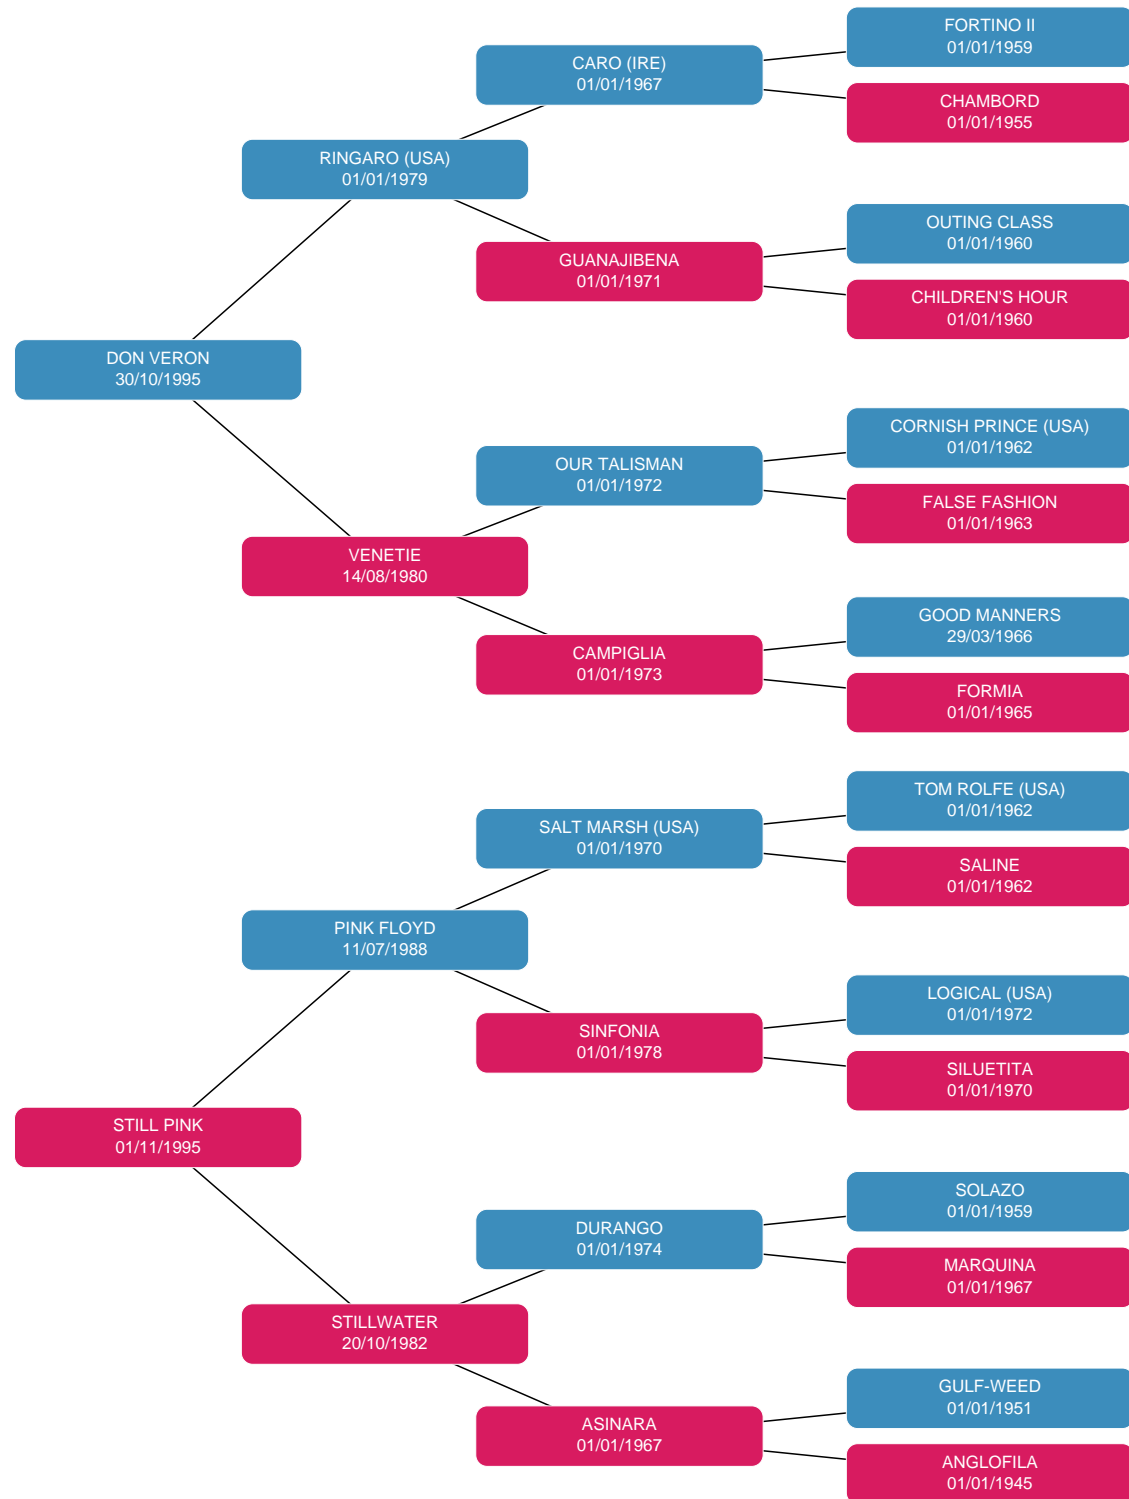 FORTINO II
01/01/1959
CARO (IRE)
01/01/1967
CHAMBORD
01/01/1955
RINGARO (USA)
01/01/1979
OUTING CLASS
01/01/1960
GUANAJIBENA
01/01/1971
CHILDREN'S HOUR
01/01/1960
DON VERON
30/10/1995
CORNISH PRINCE (USA)
01/01/1962
OUR TALISMAN
01/01/1972
FALSE FASHION
01/01/1963
VENETIE
14/08/1980
GOOD MANNERS
29/03/1966
CAMPIGLIA
01/01/1973
FORMIA
01/01/1965
TOM ROLFE (USA)
01/01/1962
SALT MARSH (USA)
01/01/1970
SALINE
01/01/1962
PINK FLOYD
11/07/1988
LOGICAL (USA)
01/01/1972
SINFONIA
01/01/1978
SILUETITA
01/01/1970
STILL PINK
01/11/1995
SOLAZO
01/01/1959
DURANGO
01/01/1974
MARQUINA
01/01/1967
STILLWATER
20/10/1982
GULF-WEED
01/01/1951
ASINARA
01/01/1967
ANGLOFILA
01/01/1945